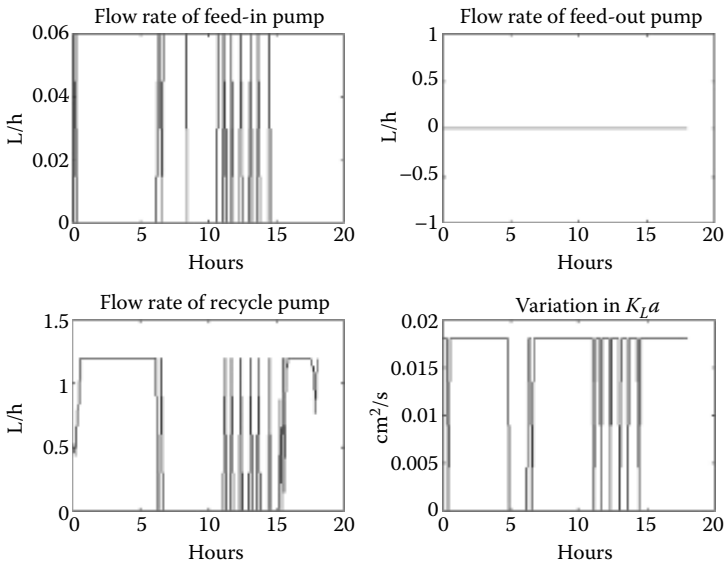 Flow rate of feed-in pump
0.06
0.04
0.02
0
L/h
0 5 10 15 20
Hours
Flow rate of feed-out pump
1
0.5
0
−0.5
−1
L/h
0 5 10 15 20
Hours
Flow rate of recycle pump
1.5
1
0.5
0
L/h
0 5 10 15 20
Hours
Variation in K_L a
0.02
0.015
0.01
0.005
0
cm²/s
0 5 10 15 20
Hours